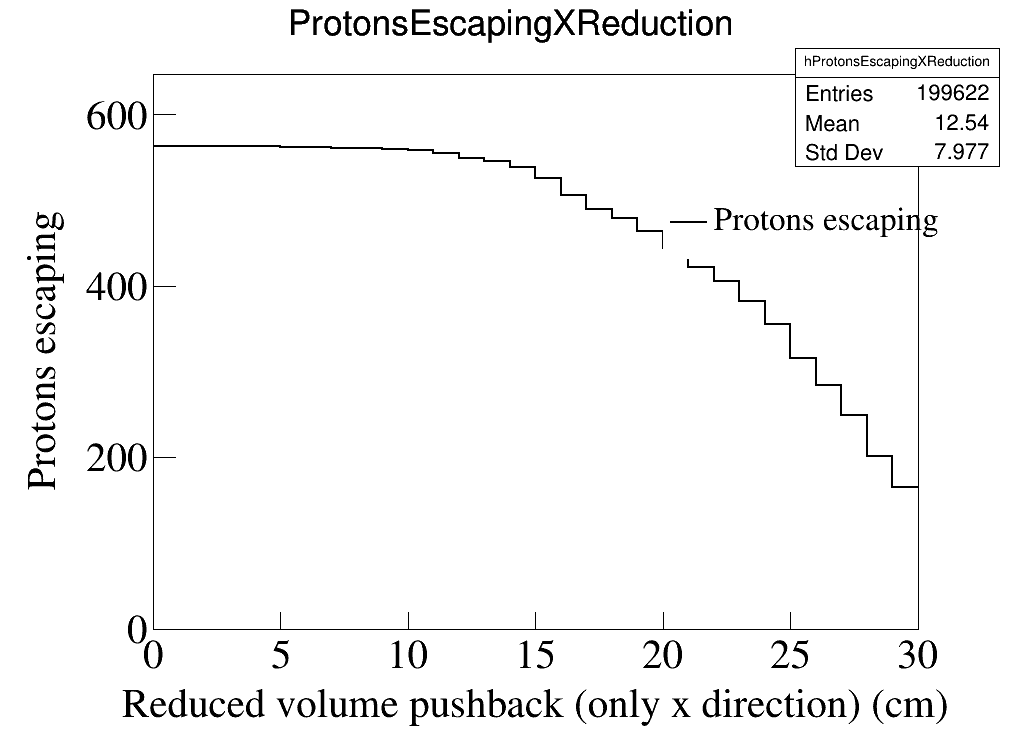 ProtonsEscapingXReduction
hProtonsEscapingXReduction
Entries 199622
Mean 12.54
Std Dev 7.977
Protons escaping
Protons escaping
600
400
200
0
0 5 10 15 20 25 30
Reduced volume pushback (only x direction) (cm)